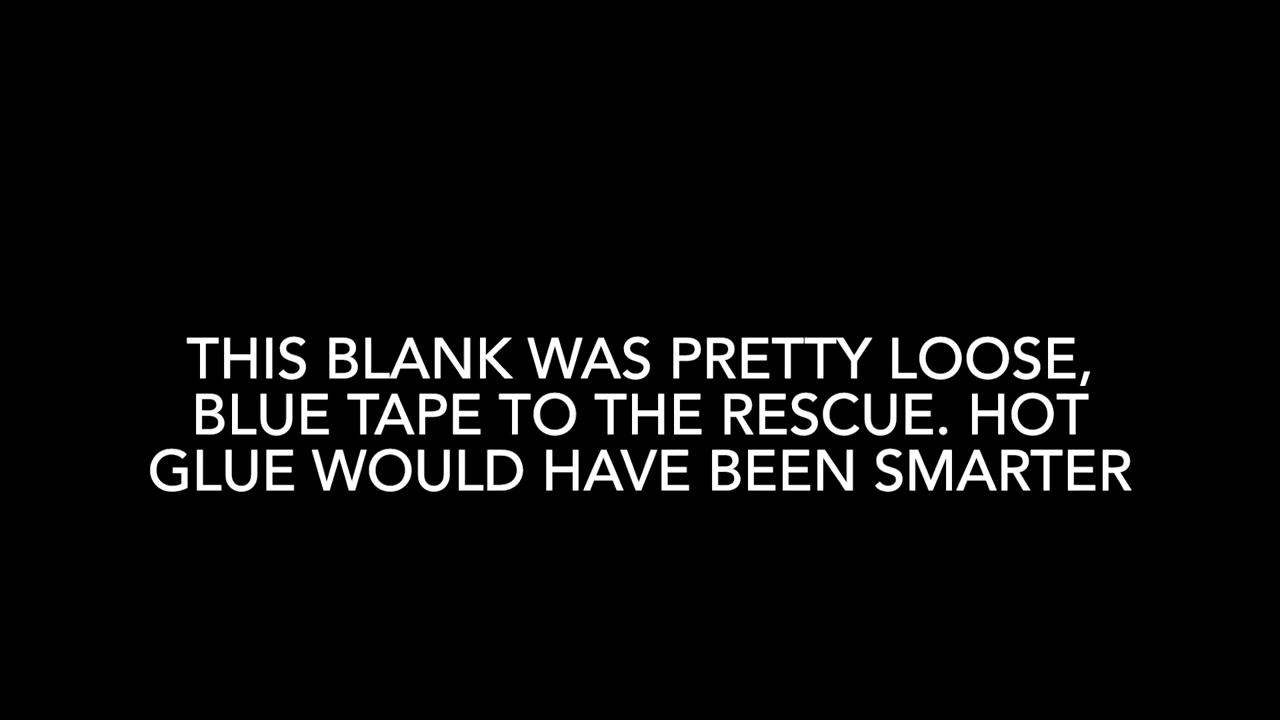 THIS BLANK WAS PRETTY LOOSE,
BLUE TAPE TO THE RESCUE. HOT
GLUE WOULD HAVE BEEN SMARTER